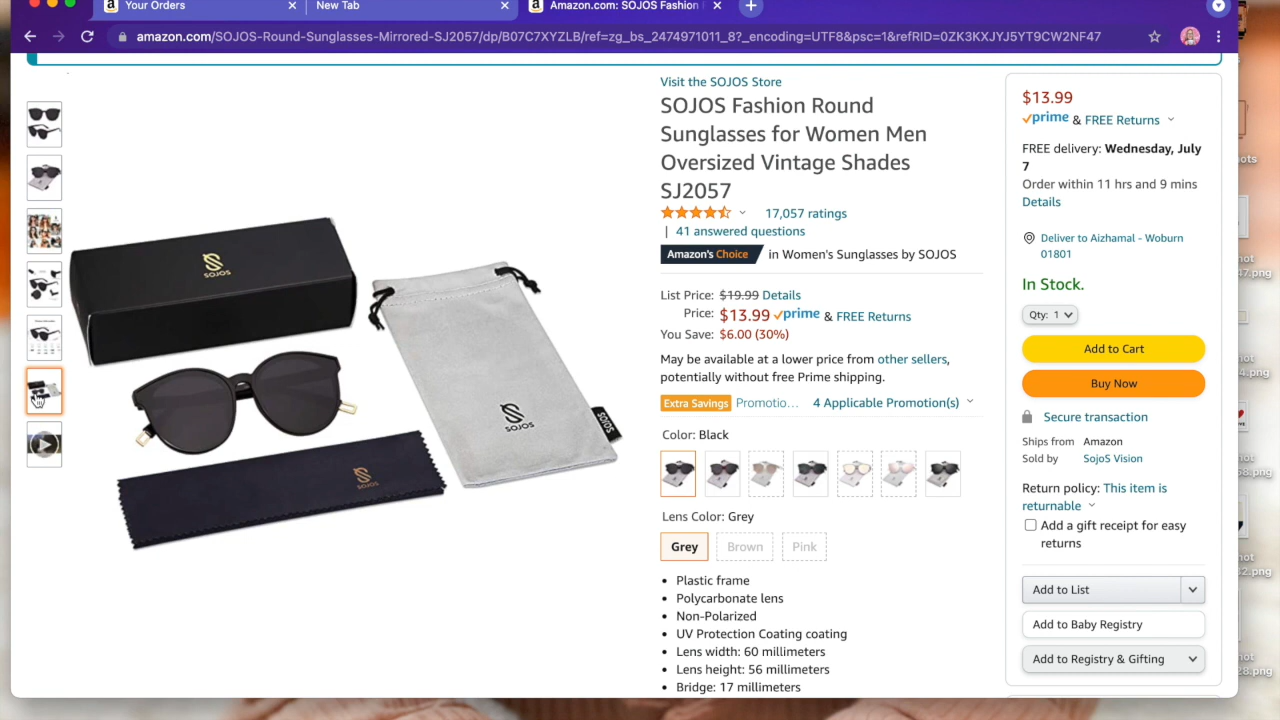 Your Orders
New Tab
Amazon.com: SOJOS Fashion
amazon.com/SOJOS-Round-Sunglasses-Mirrored-SJ2057/dp/B07C7XYZLB/ref=zg_bs_2474971011_8?_encoding=UTF8&psc=1&refRID=0ZK3KXJYJ5YT9CW2NF47
SOJOS
SOJOS
SOJOS
SOJOS
Visit the SOJOS Store
SOJOS Fashion Round
Sunglasses for Women Men
Oversized Vintage Shades
SJ2057
17,057 ratings
| 41 answered questions
Amazon's Choice in Women's Sunglasses by SOJOS
List Price: $19.99 Details
Price: $13.99 prime & FREE Returns
You Save: $6.00 (30%)
May be available at a lower price from other sellers,
potentially without free Prime shipping.
Extra Savings Promotio... 4 Applicable Promotion(s)
Color: Black
Lens Color: Grey
Grey Brown Pink
• Plastic frame
• Polycarbonate lens
• Non-Polarized
• UV Protection Coating coating
• Lens width: 60 millimeters
• Lens height: 56 millimeters
• Bridge: 17 millimeters
$13.99
prime & FREE Returns
FREE delivery: Wednesday, July
7
Order within 11 hrs and 9 mins
Details
Deliver to Aizhamal - Woburn
01801
In Stock.
Qty: 1
Add to Cart
Buy Now
Secure transaction
Ships from Amazon
Sold by SojoS Vision
Return policy: This item is
returnable
Add a gift receipt for easy
returns
Add to List
Add to Baby Registry
Add to Registry & Gifting